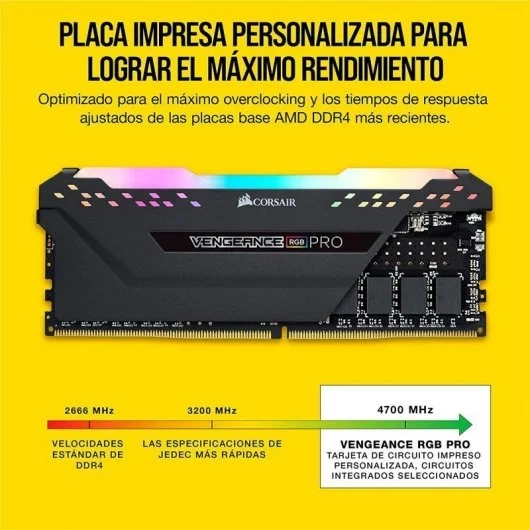 PLACA IMPRESA PERSONALIZADA PARA
LOGRAR EL MÁXIMO RENDIMIENTO
Optimizado para el máximo overclocking y los tiempos de respuesta
ajustados de las placas base AMD DDR4 más recientes.
CORSAIR
VENGEANCE RGB PRO
2666 MHz
3200 MHz
4700 MHz
VELOCIDADES
ESTÁNDAR DE
DDR4
LAS ESPECIFICACIONES DE
JEDEC MÁS RÁPIDAS
VENGEANCE RGB PRO
TARJETA DE CIRCUITO IMPRESO
PERSONALIZADA, CIRCUITOS
INTEGRADOS SELECCIONADOS